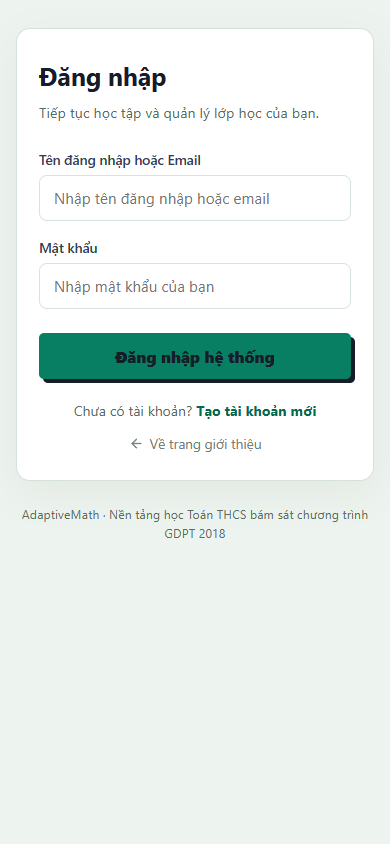 Đăng nhập
Tiếp tục học tập và quản lý lớp học của bạn.
Tên đăng nhập hoặc Email
Nhập tên đăng nhập hoặc email
Mật khẩu
Nhập mật khẩu của bạn
Đăng nhập hệ thống
Chưa có tài khoản? Tạo tài khoản mới
← Về trang giới thiệu
AdaptiveMath · Nền tảng học Toán THCS bám sát chương trình
GDPT 2018